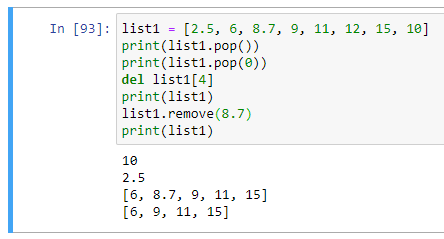 In [93]: list1 = [2.5, 6, 8.7, 9, 11, 12, 15, 10]
print(list1.pop())
print(list1.pop(0))
del list1[4]
print(list1)
list1.remove(8.7)
print(list1)
10
2.5
[6, 8.7, 9, 11, 15]
[6, 9, 11, 15]